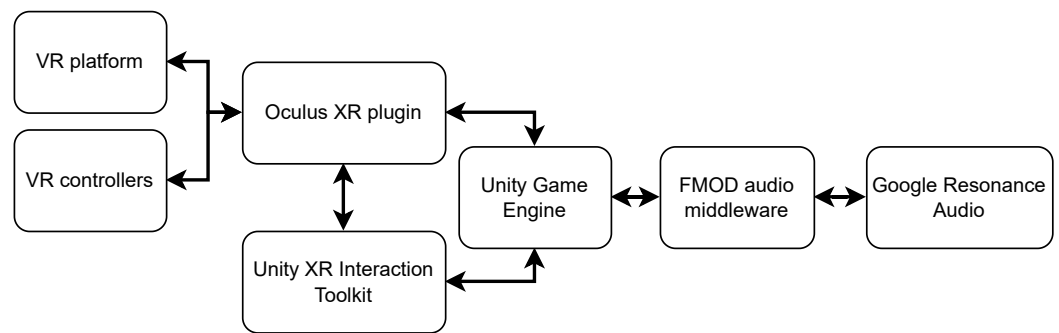 VR platform
VR controllers
Oculus XR plugin
Unity XR Interaction
Toolkit
Unity Game
Engine
FMOD audio
middleware
Google Resonance
Audio